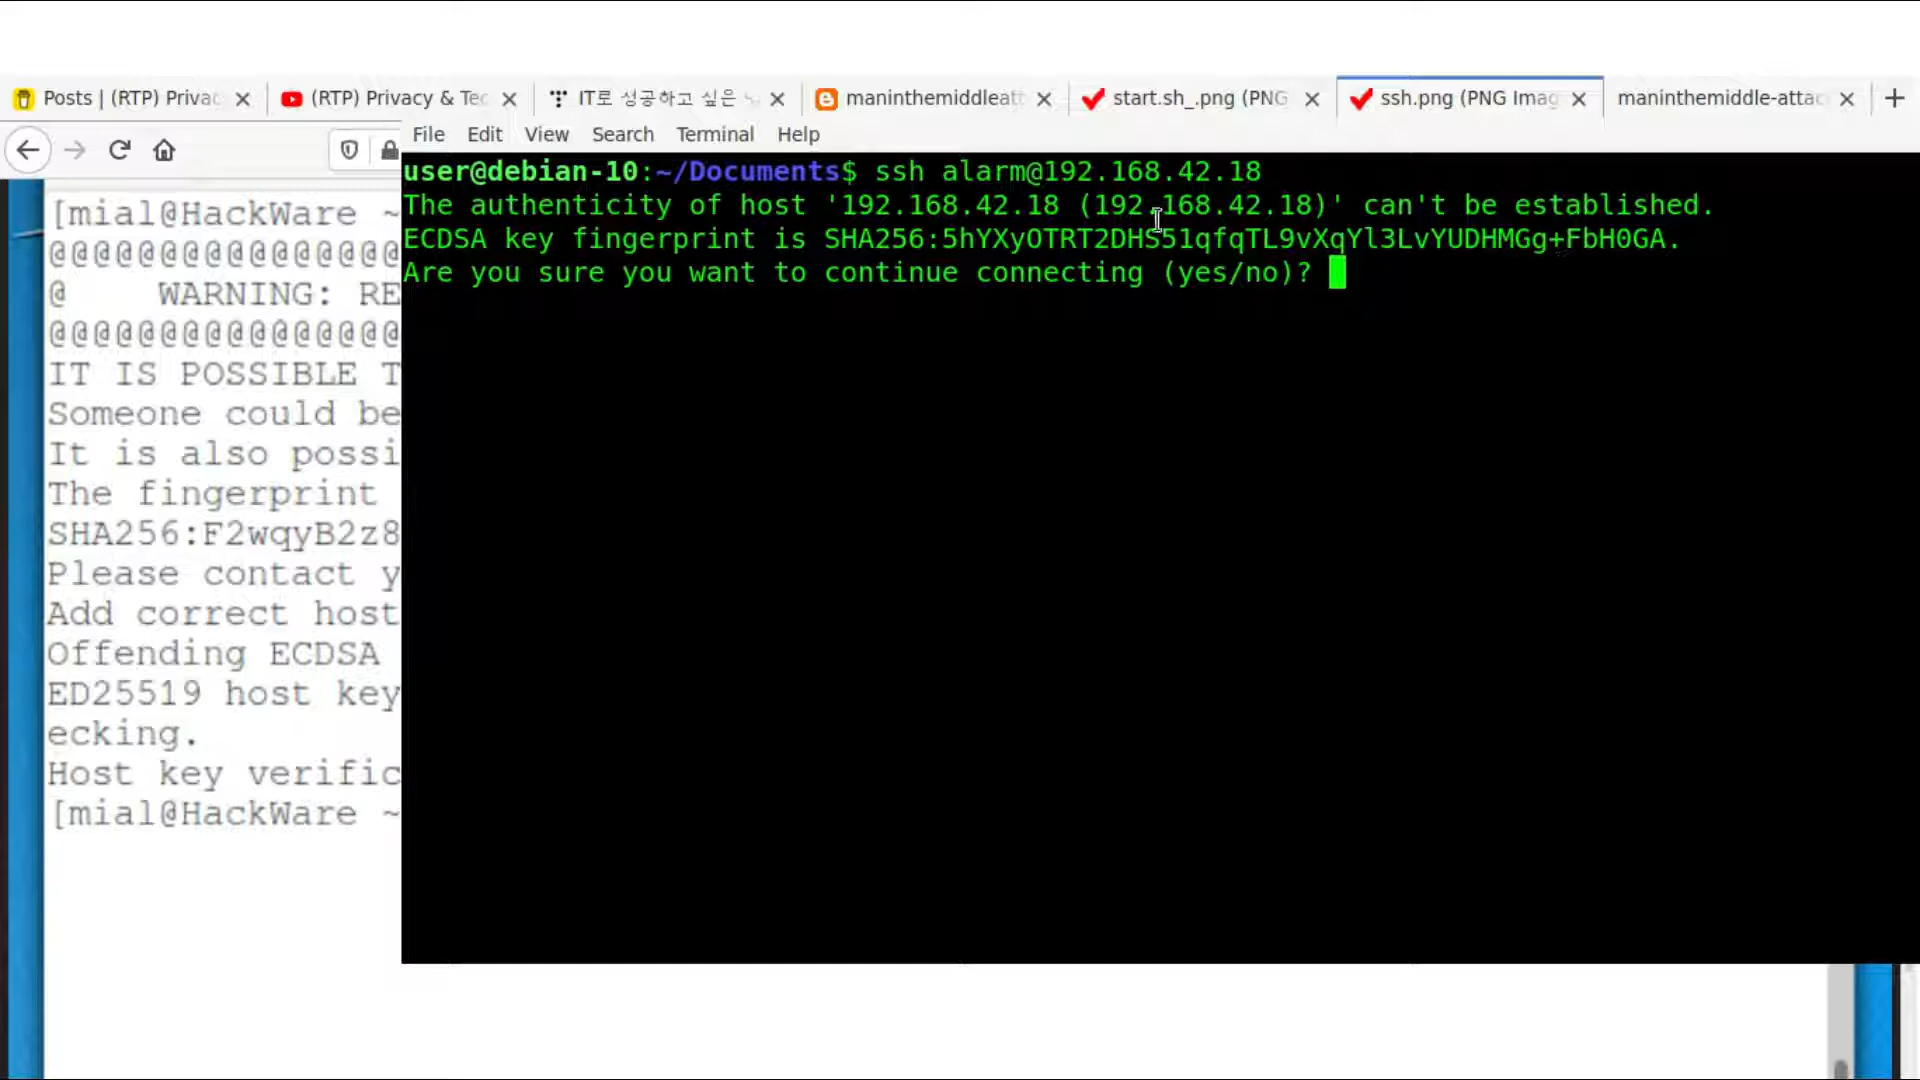 Posts | (RTP) Privac
(RTP) Privacy & Tec
IT로 성공하고 싶은
maninthemiddleatt
start.sh_.png (PNG
ssh.png (PNG Imag
maninthemiddle-attac
File Edit View Search Terminal Help
user@debian-10:~/Documents$ ssh alarm@192.168.42.18
The authenticity of host '192.168.42.18 (192.168.42.18)' can't be established.
ECDSA key fingerprint is SHA256:5hYXyOTRT2DHS51qfqTL9vXqYl3LvYUDHMGg+FbH0GA.
Are you sure you want to continue connecting (yes/no)?
[mial@HackWare ~
@@@@@@@@@@@@@@@@
@ WARNING: RE
@@@@@@@@@@@@@@@@
IT IS POSSIBLE T
Someone could be
It is also possi
The fingerprint
SHA256:F2wqyB2z8
Please contact y
Add correct host
Offending ECDSA
ED25519 host key
ecking.
Host key verific
[mial@HackWare ~